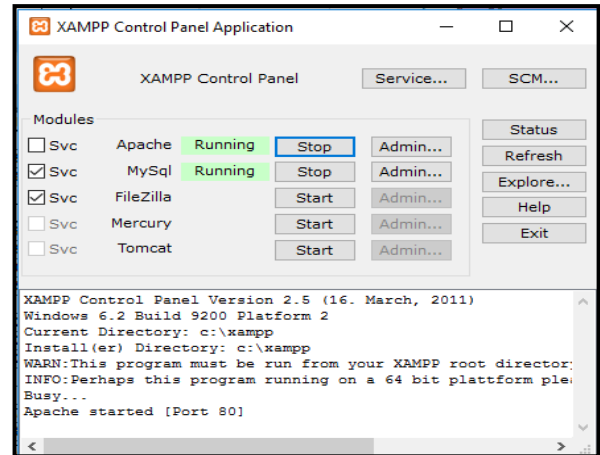 XAMPP Control Panel Application
XAMPP Control Panel Service... SCM...
Modules
Svc Apache Running Stop Admin...
Svc MySql Running Stop Admin...
Svc FileZilla Start Admin...
Svc Mercury Start Admin...
Svc Tomcat Start Admin...
Status
Refresh
Explore...
Help
Exit
XAMPP Control Panel Version 2.5 (16. March, 2011)
Windows 6.2 Build 9200 Platform 2
Current Directory: c:\xampp
Install(er) Directory: c:\xampp
WARN:This program must be run from your XAMPP root
INFO:Perhaps this program running on a 64 bit plattform
Busy...
Apache started [Port 80]